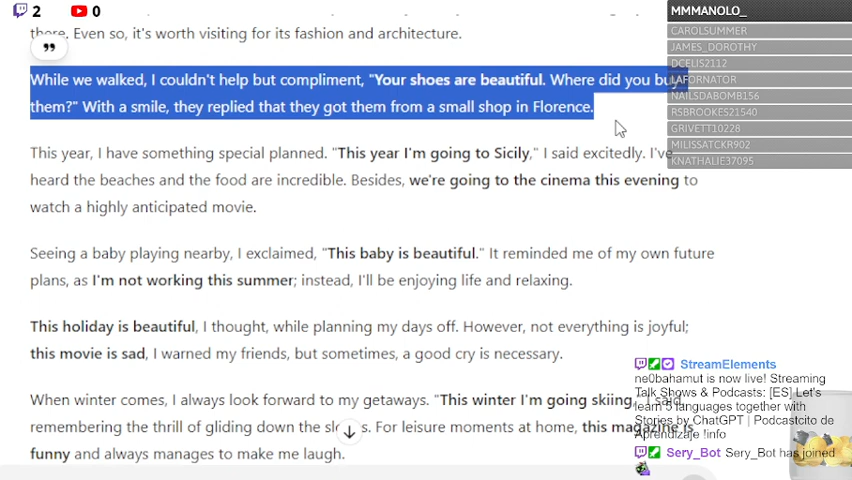 2 0
there. Even so, it's worth visiting for its fashion and architecture.
While we walked, I couldn't help but compliment, "Your shoes are beautiful. Where did you buy
them?" With a smile, they replied that they got them from a small shop in Florence.
This year, I have something special planned. "This year I'm going to Sicily," I said excitedly. I've
heard the beaches and the food are incredible. Besides, we're going to the cinema this evening to
watch a highly anticipated movie.
Seeing a baby playing nearby, I exclaimed, "This baby is beautiful." It reminded me of my own future
plans, as I'm not working this summer; instead, I'll be enjoying life and relaxing.
This holiday is beautiful, I thought, while planning my days off. However, not everything is joyful;
this movie is sad, I warned my friends, but sometimes, a good cry is necessary.
When winter comes, I always look forward to my getaways. "This winter I'm going skiing," I said,
remembering the thrill of gliding down the slopes. For leisure moments at home, this magazine is
funny and always manages to make me laugh.
MMMANOLO_
CAROLSUMMER
JAMES_DOROTHY
DCELIS2112
LAFORNATOR
NAILSDABOMB156
RSBROOKES21540
GRIVETT10228
MILISSATCKR902
KNATHALIE37095
StreamElements
ne0bahamut is now live! Streaming
Talk Shows & Podcasts: [ES] Let's
learn 5 languages together with
Stories by ChatGPT | Podcastcito de
Aprendizaje !info
Sery_Bot Sery_Bot has joined